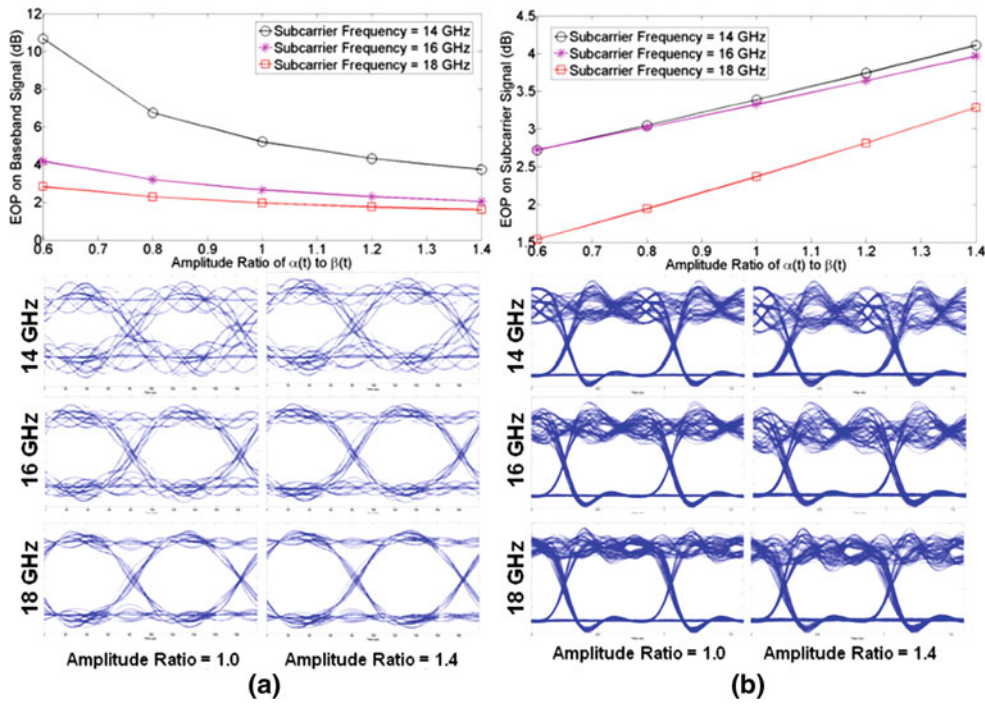 12
10
8
6
4
2
0
EOP on Baseband Signal (dB)
Subcarrier Frequency = 14 GHz
Subcarrier Frequency = 16 GHz
Subcarrier Frequency = 18 GHz
0.6 0.7 0.8 0.9 1 1.1 1.2 1.3 1.4
Amplitude Ratio of α(t) to β(t)
14 GHz
16 GHz
18 GHz
Amplitude Ratio = 1.0
Amplitude Ratio = 1.4
(a)
4.5
4
3.5
3
2.5
2
1.5
EOP on Subcarrier Signal (dB)
Subcarrier Frequency = 14 GHz
Subcarrier Frequency = 16 GHz
Subcarrier Frequency = 18 GHz
0.6 0.7 0.8 0.9 1 1.1 1.2 1.3 1.4
Amplitude Ratio of α(t) to β(t)
14 GHz
16 GHz
18 GHz
Amplitude Ratio = 1.0
Amplitude Ratio = 1.4
(b)